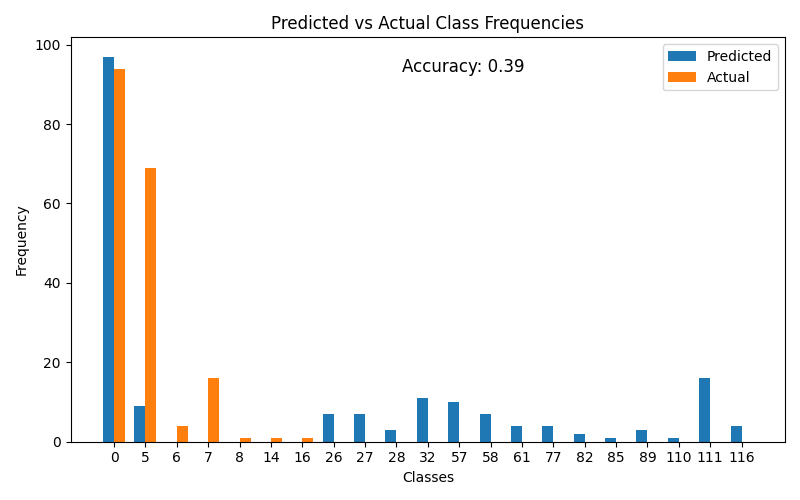 Predicted vs Actual Class Frequencies
Accuracy: 0.39
Predicted
Actual
Frequency
100
80
60
40
20
0
0 5 6 7 8 14 16 26 27 28 32 57 58 61 77 82 85 89 110 111 116
Classes